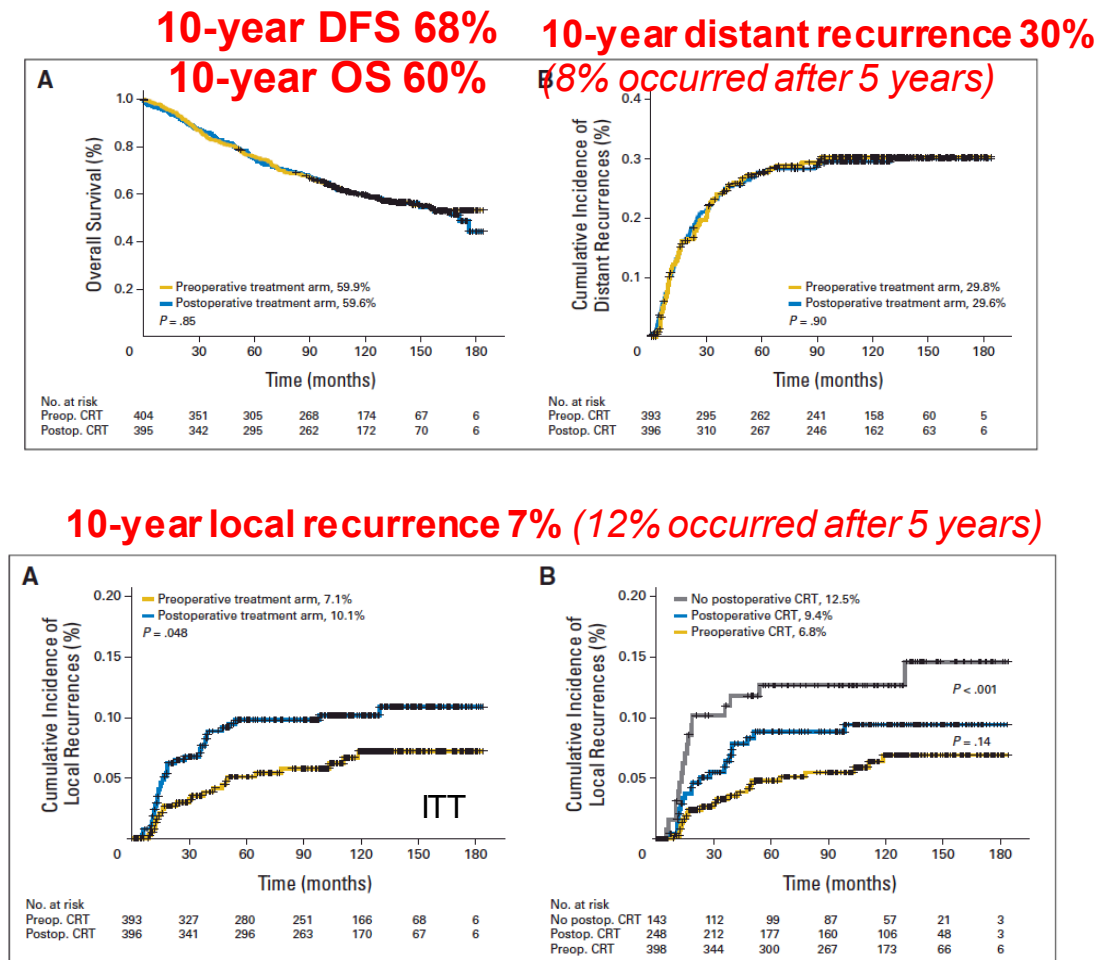 10-year DFS 68%
10-year OS 60%
10-year distant recurrence 30%
(8% occurred after 5 years)
A
Overall Survival (%)
1.0
0.8
0.6
0.4
0.2
Preoperative treatment arm, 59.9%
Postoperative treatment arm, 59.6%
P = .85
0 30 60 90 120 150 180
Time (months)
No. at risk
Preop. CRT 404 351 305 268 174 67 6
Postop. CRT 395 342 295 262 172 70 6
B
Cumulative Incidence of
Distant Recurrences (%)
0.4
0.3
0.2
0.1
Preoperative treatment arm, 29.8%
Postoperative treatment arm, 29.6%
P = .90
0 30 60 90 120 150 180
Time (months)
No. at risk
Preop. CRT 393 295 262 241 158 60 5
Postop. CRT 396 310 267 246 162 63 6
10-year local recurrence 7% (12% occurred after 5 years)
A
Cumulative Incidence of
Local Recurrences (%)
0.20
0.15
0.10
0.05
Preoperative treatment arm, 7.1%
Postoperative treatment arm, 10.1%
P = .048
ITT
0 30 60 90 120 150 180
Time (months)
No. at risk
Preop. CRT 393 327 280 251 166 68 6
Postop. CRT 396 341 296 263 170 67 6
B
Cumulative Incidence of
Local Recurrences (%)
0.20
0.15
0.10
0.05
No postoperative CRT, 12.5%
Postoperative CRT, 9.4%
Preoperative CRT, 6.8%
P < .001
P = .14
0 30 60 90 120 150 180
Time (months)
No. at risk
No postop. CRT 143 112 99 87 57 21 3
Postop. CRT 248 212 177 160 106 48 3
Preop. CRT 398 344 300 267 173 66 6